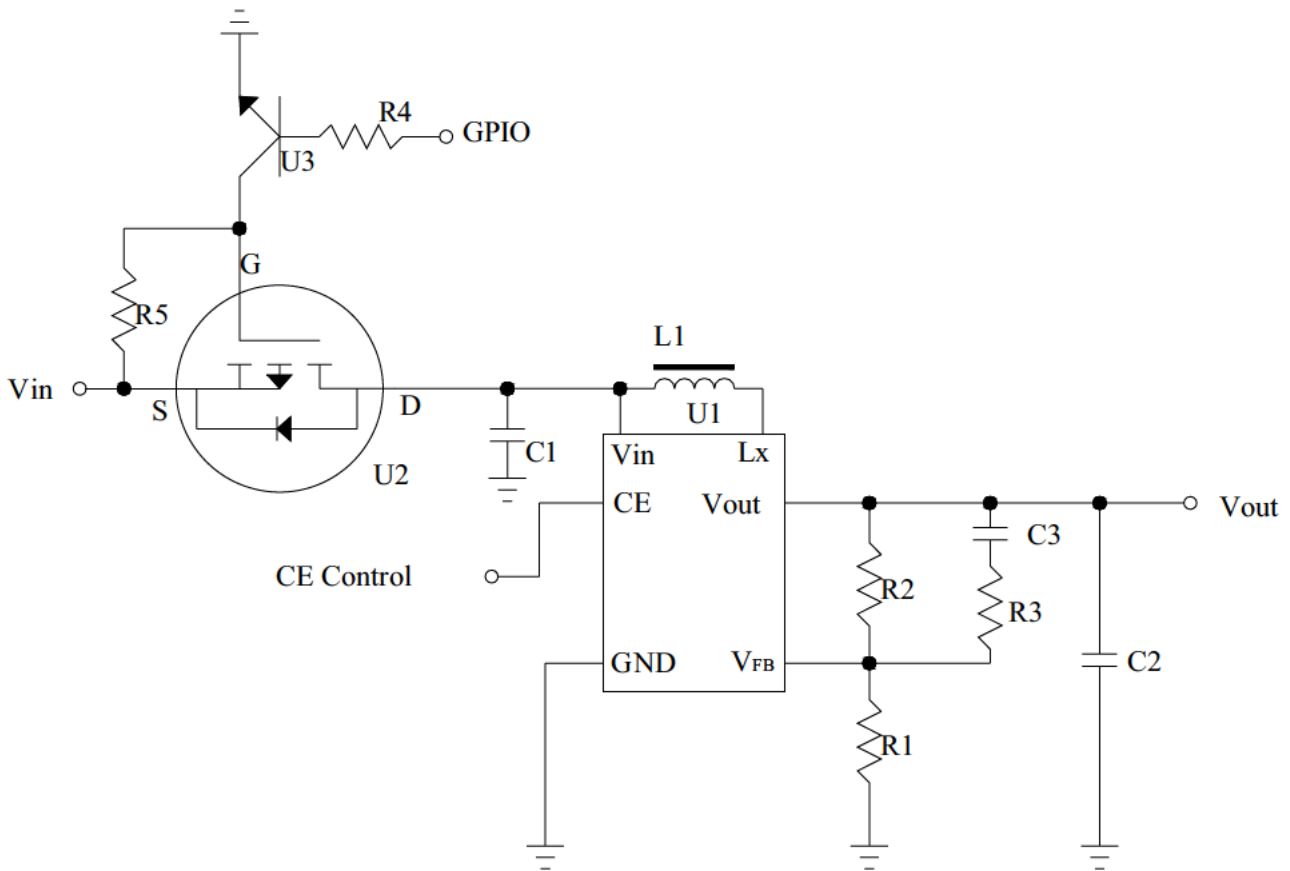 R4
GPIO
U3
G
R5
L1
Vin
S
D
U1
C1
Vin
Lx
U2
CE
Vout
Vout
C3
CE Control
R2
R3
GND
VFB
C2
R1